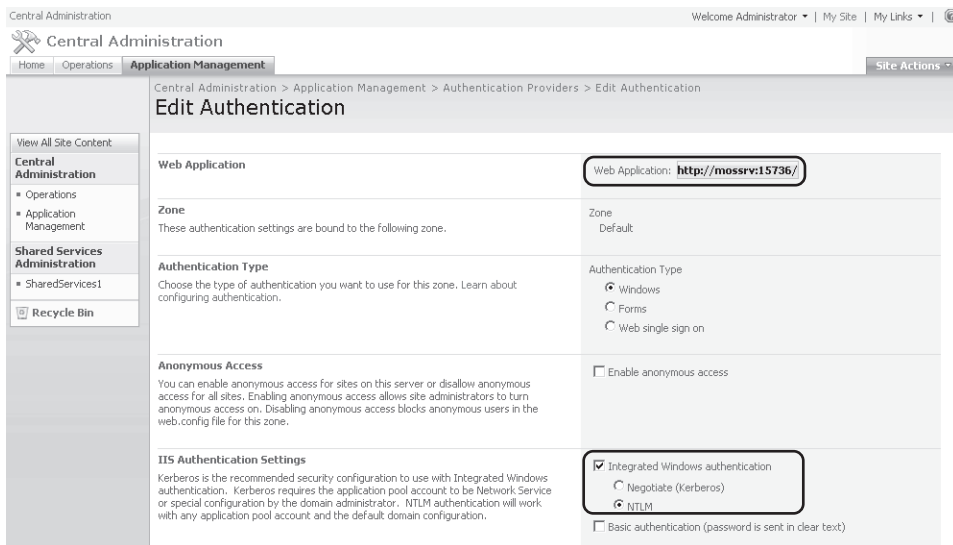 Central Administration
Welcome Administrator | My Site | My Links |
Central Administration
Home Operations Application Management
Site Actions
Central Administration > Application Management > Authentication Providers > Edit Authentication
Edit Authentication
View All Site Content
Central
Administration
Operations
Application
Management
Shared Services
Administration
SharedServices1
Recycle Bin
Web Application
Web Application: http://mossrv:15736/
Zone
These authentication settings are bound to the following zone.
Zone
Default
Authentication Type
Choose the type of authentication you want to use for this zone. Learn about
configuring authentication.
Authentication Type
Windows
Forms
Web single sign on
Anonymous Access
You can enable anonymous access for sites on this server or disallow anonymous
access for all sites. Enabling anonymous access allows site administrators to turn
anonymous access on. Disabling anonymous access blocks anonymous users in the
web.config file for this zone.
Enable anonymous access
IIS Authentication Settings
Kerberos is the recommended security configuration to use with Integrated Windows
authentication. Kerberos requires the application pool account to be Network Service
or special configuration by the domain administrator. NTLM authentication will work
with any application pool account and the default domain configuration.
Integrated Windows authentication
Negotiate (Kerberos)
NTLM
Basic authentication (password is sent in clear text)